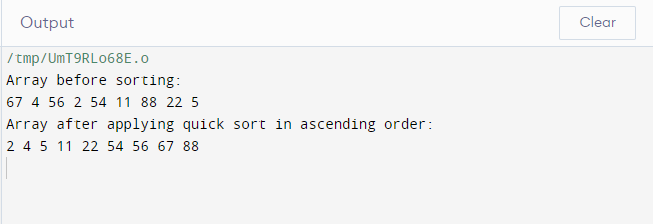 Output
Clear
/tmp/UmT9RLo68E.o
Array before sorting:
67 4 56 2 54 11 88 22 5
Array after applying quick sort in ascending order:
2 4 5 11 22 54 56 67 88